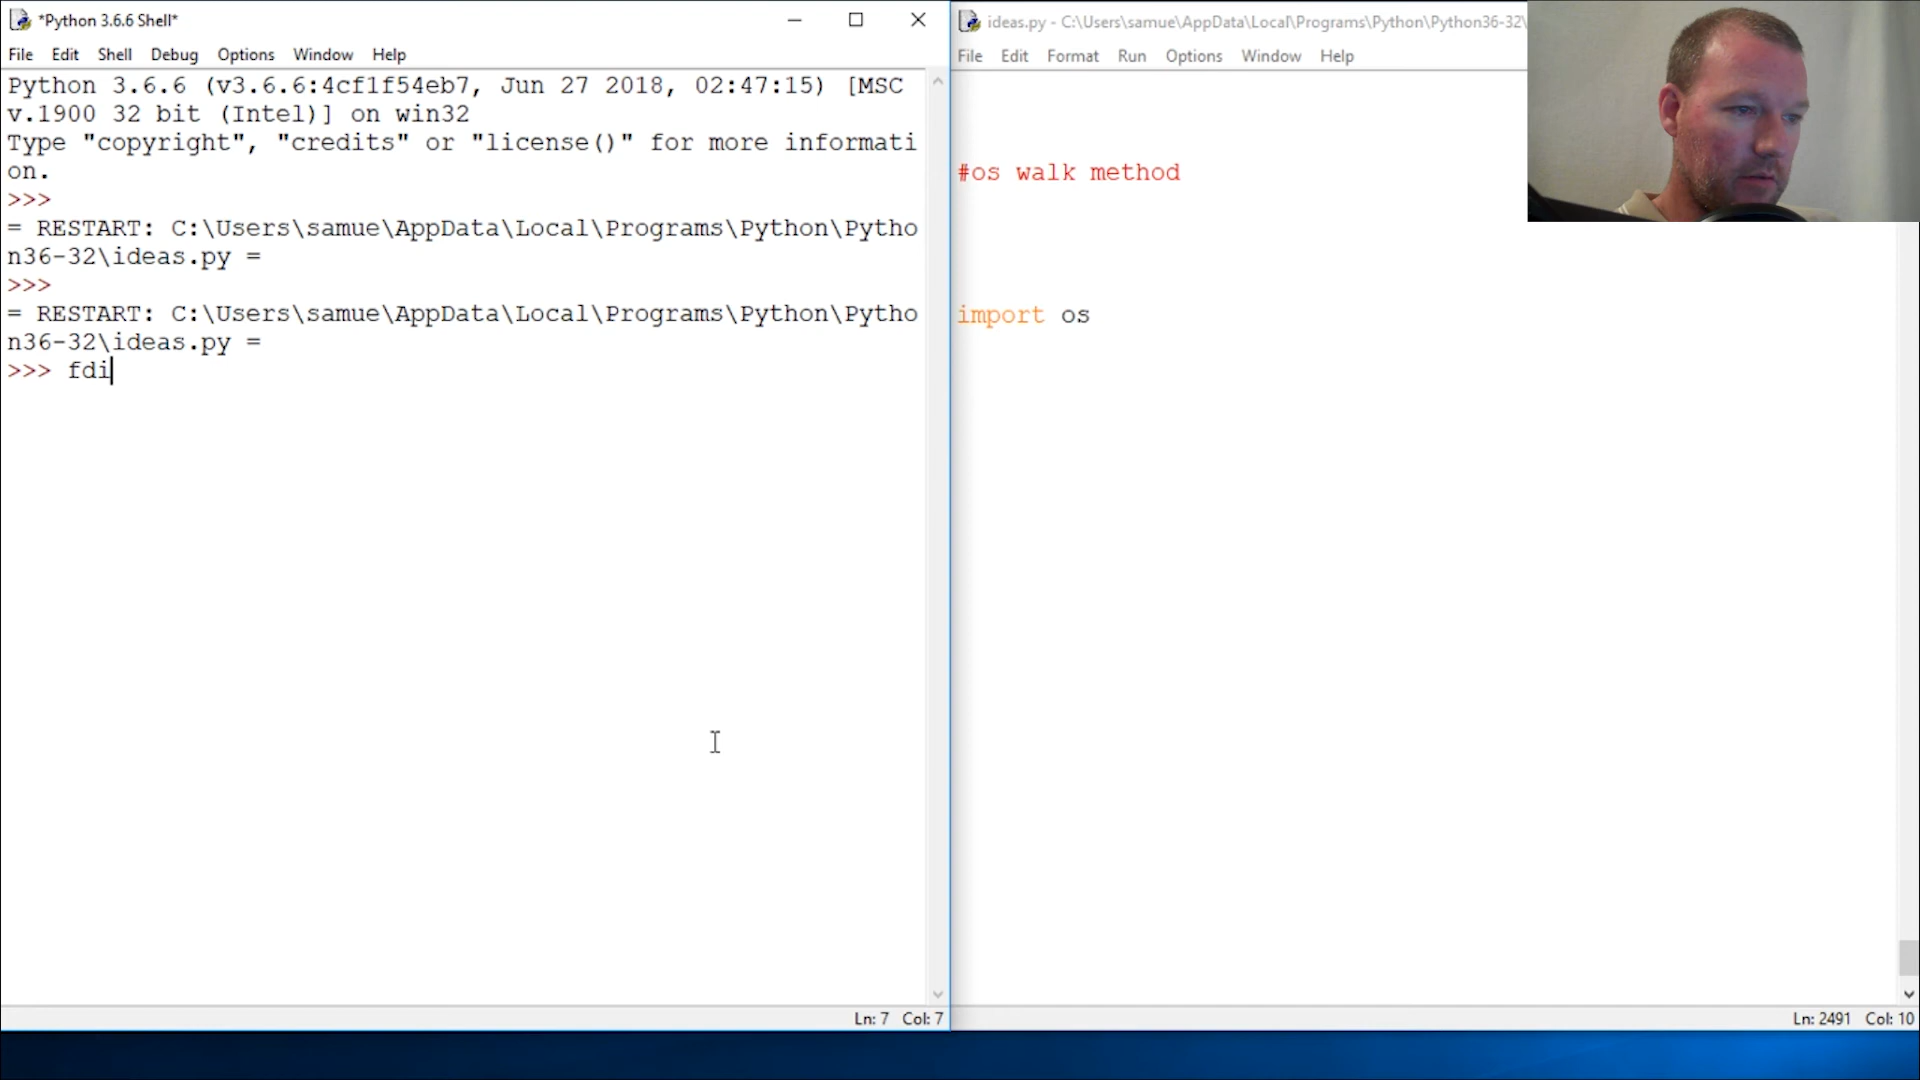 *Python 3.6.6 Shell*
File Edit Shell Debug Options Window Help
Python 3.6.6 (v3.6.6:4cf1f54eb7, Jun 27 2018, 02:47:15) [MSC
v.1900 32 bit (Intel)] on win32
Type "copyright", "credits" or "license()" for more informati
on.
>>>
= RESTART: C:\Users\samue\AppData\Local\Programs\Python\Pytho
n36-32\ideas.py =
>>>
= RESTART: C:\Users\samue\AppData\Local\Programs\Python\Pytho
n36-32\ideas.py =
>>> fdi
Ln: 7 Col: 7
ideas.py - C:\Users\samue\AppData\Local\Programs\Python\Python36-32\
File Edit Format Run Options Window Help
#os walk method
import os
Ln: 2491 Col: 10